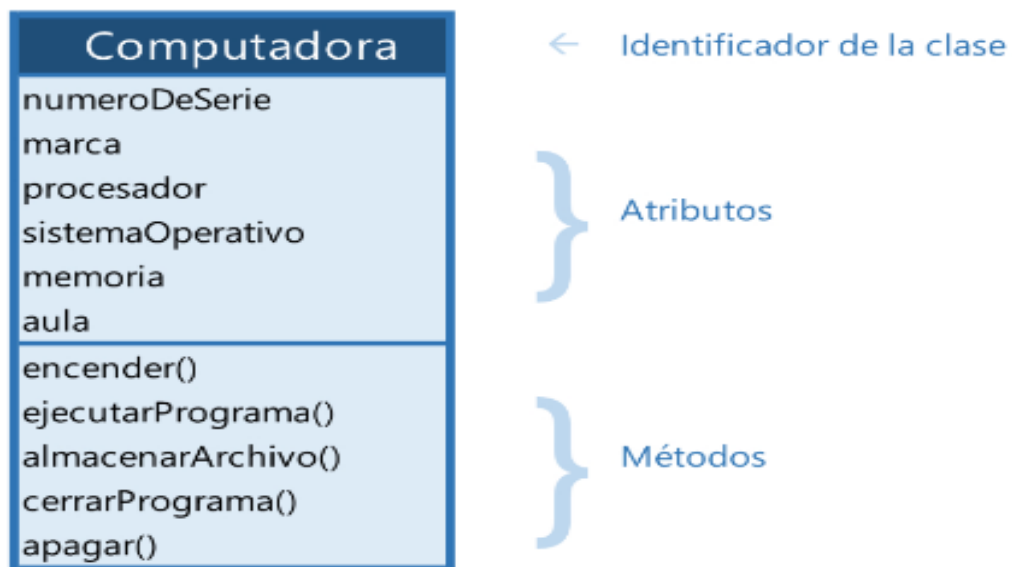 Computadora
← Identificador de la clase
numeroDeSerie
marca
procesador
sistemaOperativo
memoria
aula
Atributos
encender()
ejecutarPrograma()
almacenarArchivo()
cerrarPrograma()
apagar()
Métodos